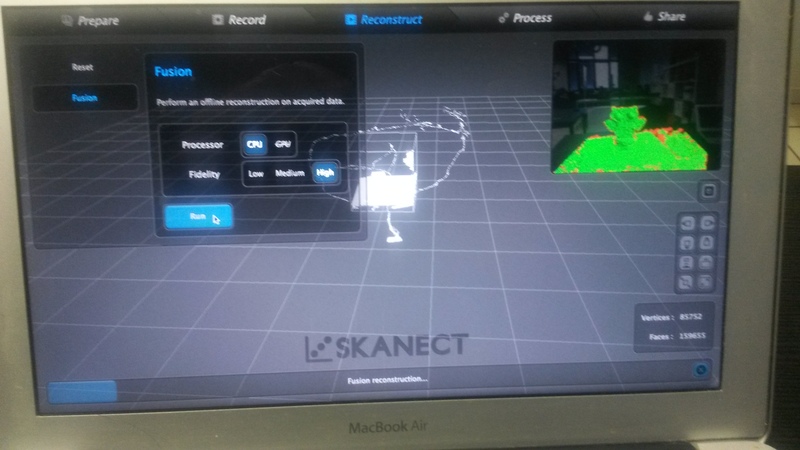 Prepare
Record
Reconstruct
Process
Share
Reset
Fusion
Fusion
Perform an offline reconstruction on acquired data.
Processor CPU GPU
Fidelity Low Medium High
Run
Vertices : 85752
Faces : 159655
SKANECT
Fusion reconstruction...
MacBook Air